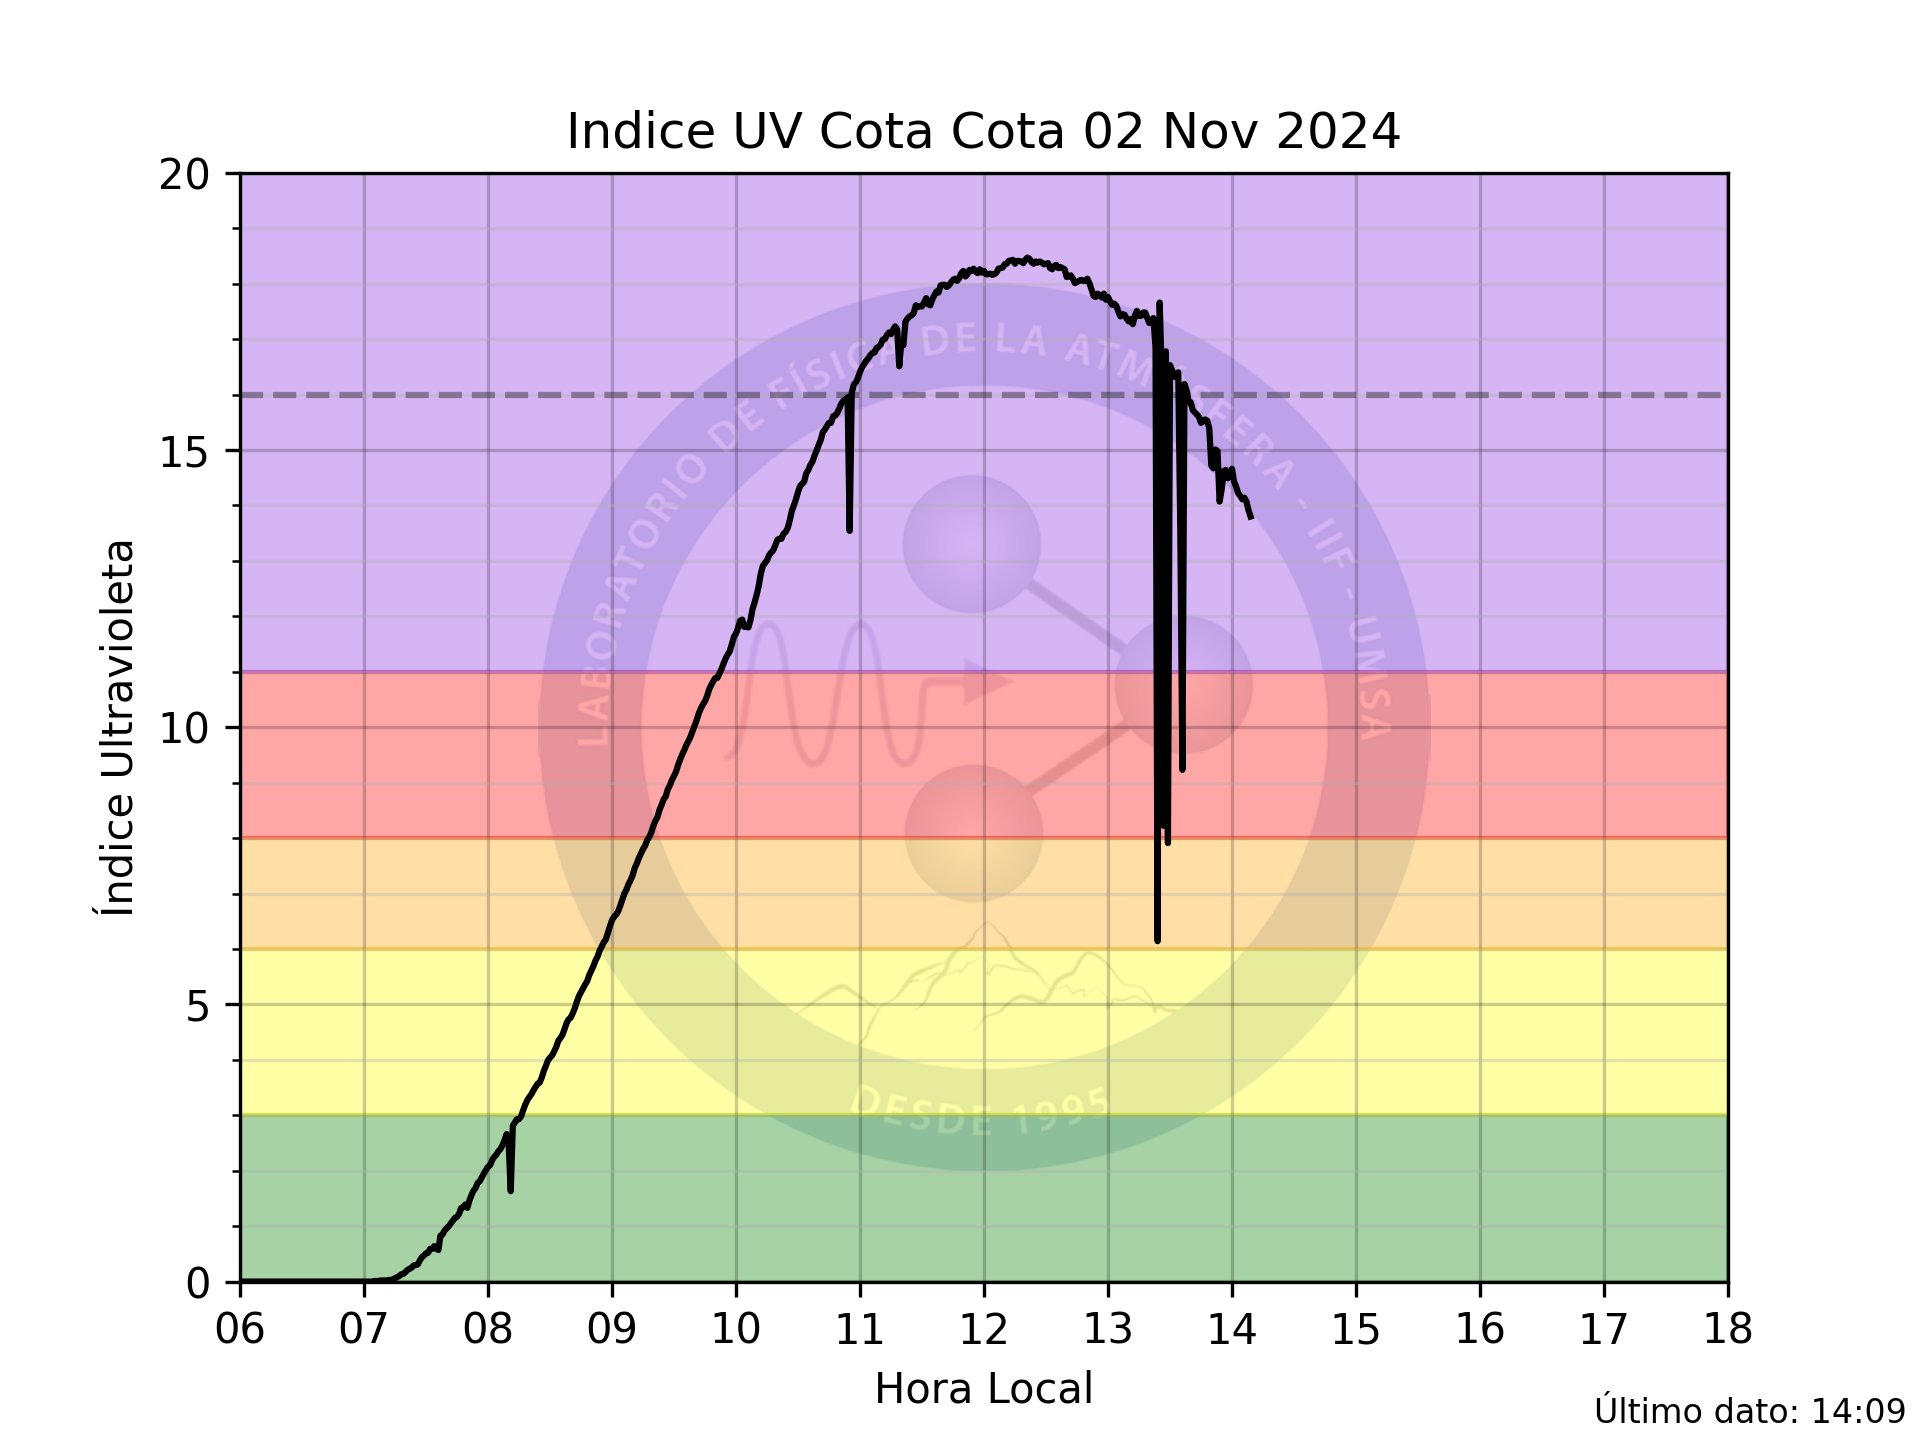 Indice UV Cota Cota 02 Nov 2024
20
15
10
5
0
Índice Ultravioleta
LABORATORIO DE FÍSICA DE LA ATMÓSFERA - IIF - UMSA
DESDE 1995
06 07 08 09 10 11 12 13 14 15 16 17 18
Hora Local
Último dato: 14:09